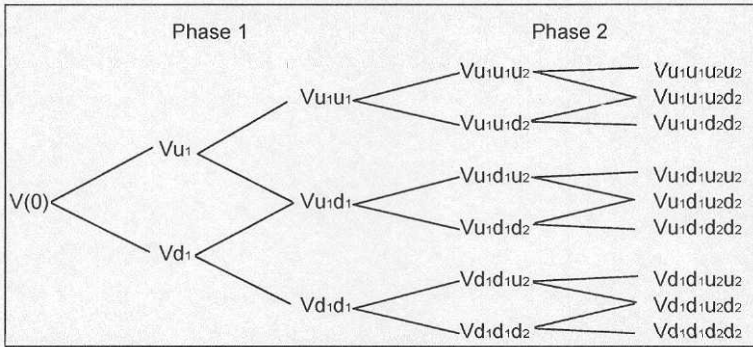 Phase 1 Phase 2
Vu1u1u2 Vu1u1u2u2
Vu1u1 Vu1u1u2d2
Vu1u1d2 Vu1u1d2d2
Vu1
Vu1d1u2 Vu1d1u2u2
V(0) Vu1d1 Vu1d1u2d2
Vu1d1d2 Vu1d1d2d2
Vd1
Vd1d1u2 Vd1d1u2u2
Vd1d1 Vd1d1u2d2
Vd1d1d2 Vd1d1d2d2